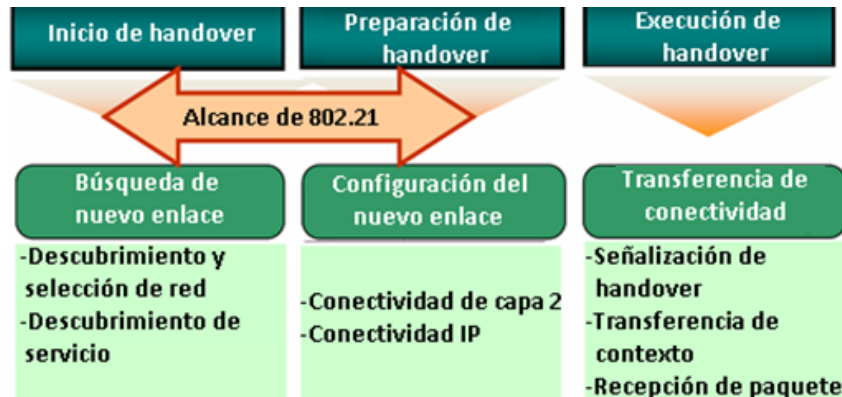 Inicio de handover
Preparación de
handover
Ejecución de
handover
Alcance de 802.21
Búsqueda de
nuevo enlace
Configuración del
nuevo enlace
Transferencia de
conectividad
-Descubrimiento y
selección de red
-Descubrimiento de
servicio
-Conectividad de capa 2
-Conectividad IP
-Señalización de
handover
-Transferencia de
contexto
-Recepción de paquete